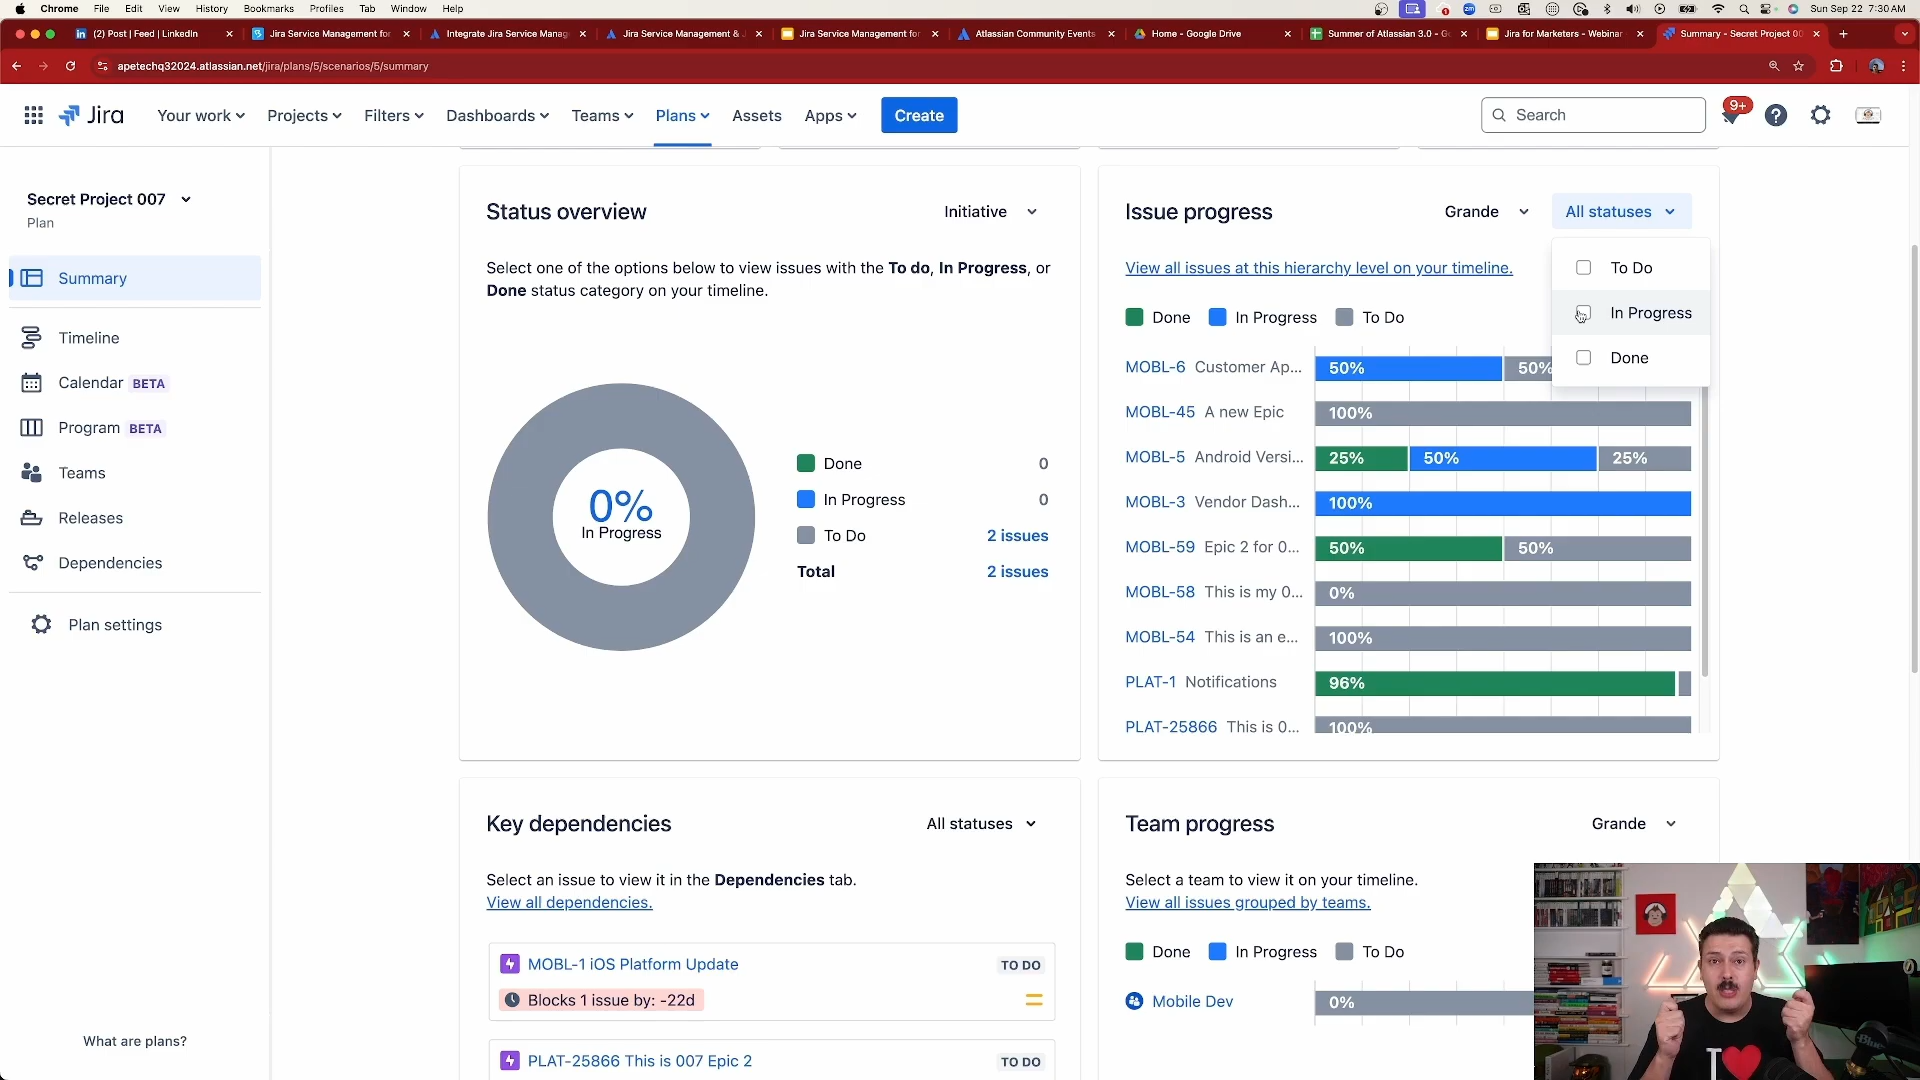 Chrome File Edit View History Bookmarks Profiles Tab Window Help Sun Sep 22 7:30 AM
(2) Post | Feed | LinkedIn Jira Service Management for Integrate Jira Service Manag Jira Service Management & J Jira Service Management for Atlassian Community Events Home - Google Drive Summer of Atlassian 3.0 - Go Jira for Marketers - Webinar Summary - Secret Project 00
apetechq32024.atlassian.net/jira/plans/5/scenarios/5/summary
Jira Your work Projects Filters Dashboards Teams Plans Assets Apps Create Search 9+
Secret Project 007
Plan
Summary
Timeline
Calendar BETA
Program BETA
Teams
Releases
Dependencies
Plan settings
What are plans?
Status overview Initiative
Select one of the options below to view issues with the To do, In Progress, or
Done status category on your timeline.
0%
In Progress
Done 0
In Progress 0
To Do 2 issues
Total 2 issues
Issue progress Grande All statuses
View all issues at this hierarchy level on your timeline.
To Do
In Progress
Done
Done In Progress To Do
MOBL-6 Customer Ap... 50% 50%
MOBL-45 A new Epic 100%
MOBL-5 Android Versi... 25% 50% 25%
MOBL-3 Vendor Dash... 100%
MOBL-59 Epic 2 for 0... 50% 50%
MOBL-58 This is my 0... 0%
MOBL-54 This is an e... 100%
PLAT-1 Notifications 96%
PLAT-25866 This is 0... 100%
Key dependencies All statuses
Select an issue to view it in the Dependencies tab.
View all dependencies.
MOBL-1 iOS Platform Update TO DO
Blocks 1 issue by: -22d
PLAT-25866 This is 007 Epic 2 TO DO
Team progress Grande
Select a team to view it on your timeline.
View all issues grouped by teams.
Done In Progress To Do
Mobile Dev 0%
I
Blue